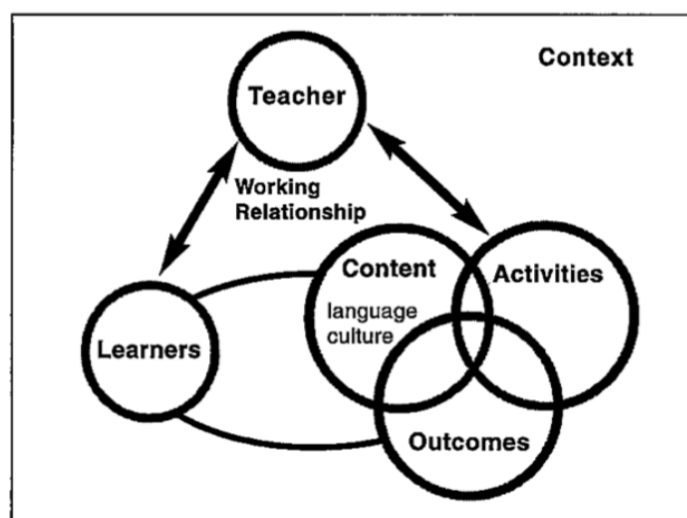 Context
Teacher
Working
Relationship
Content
language
culture
Activities
Learners
Outcomes